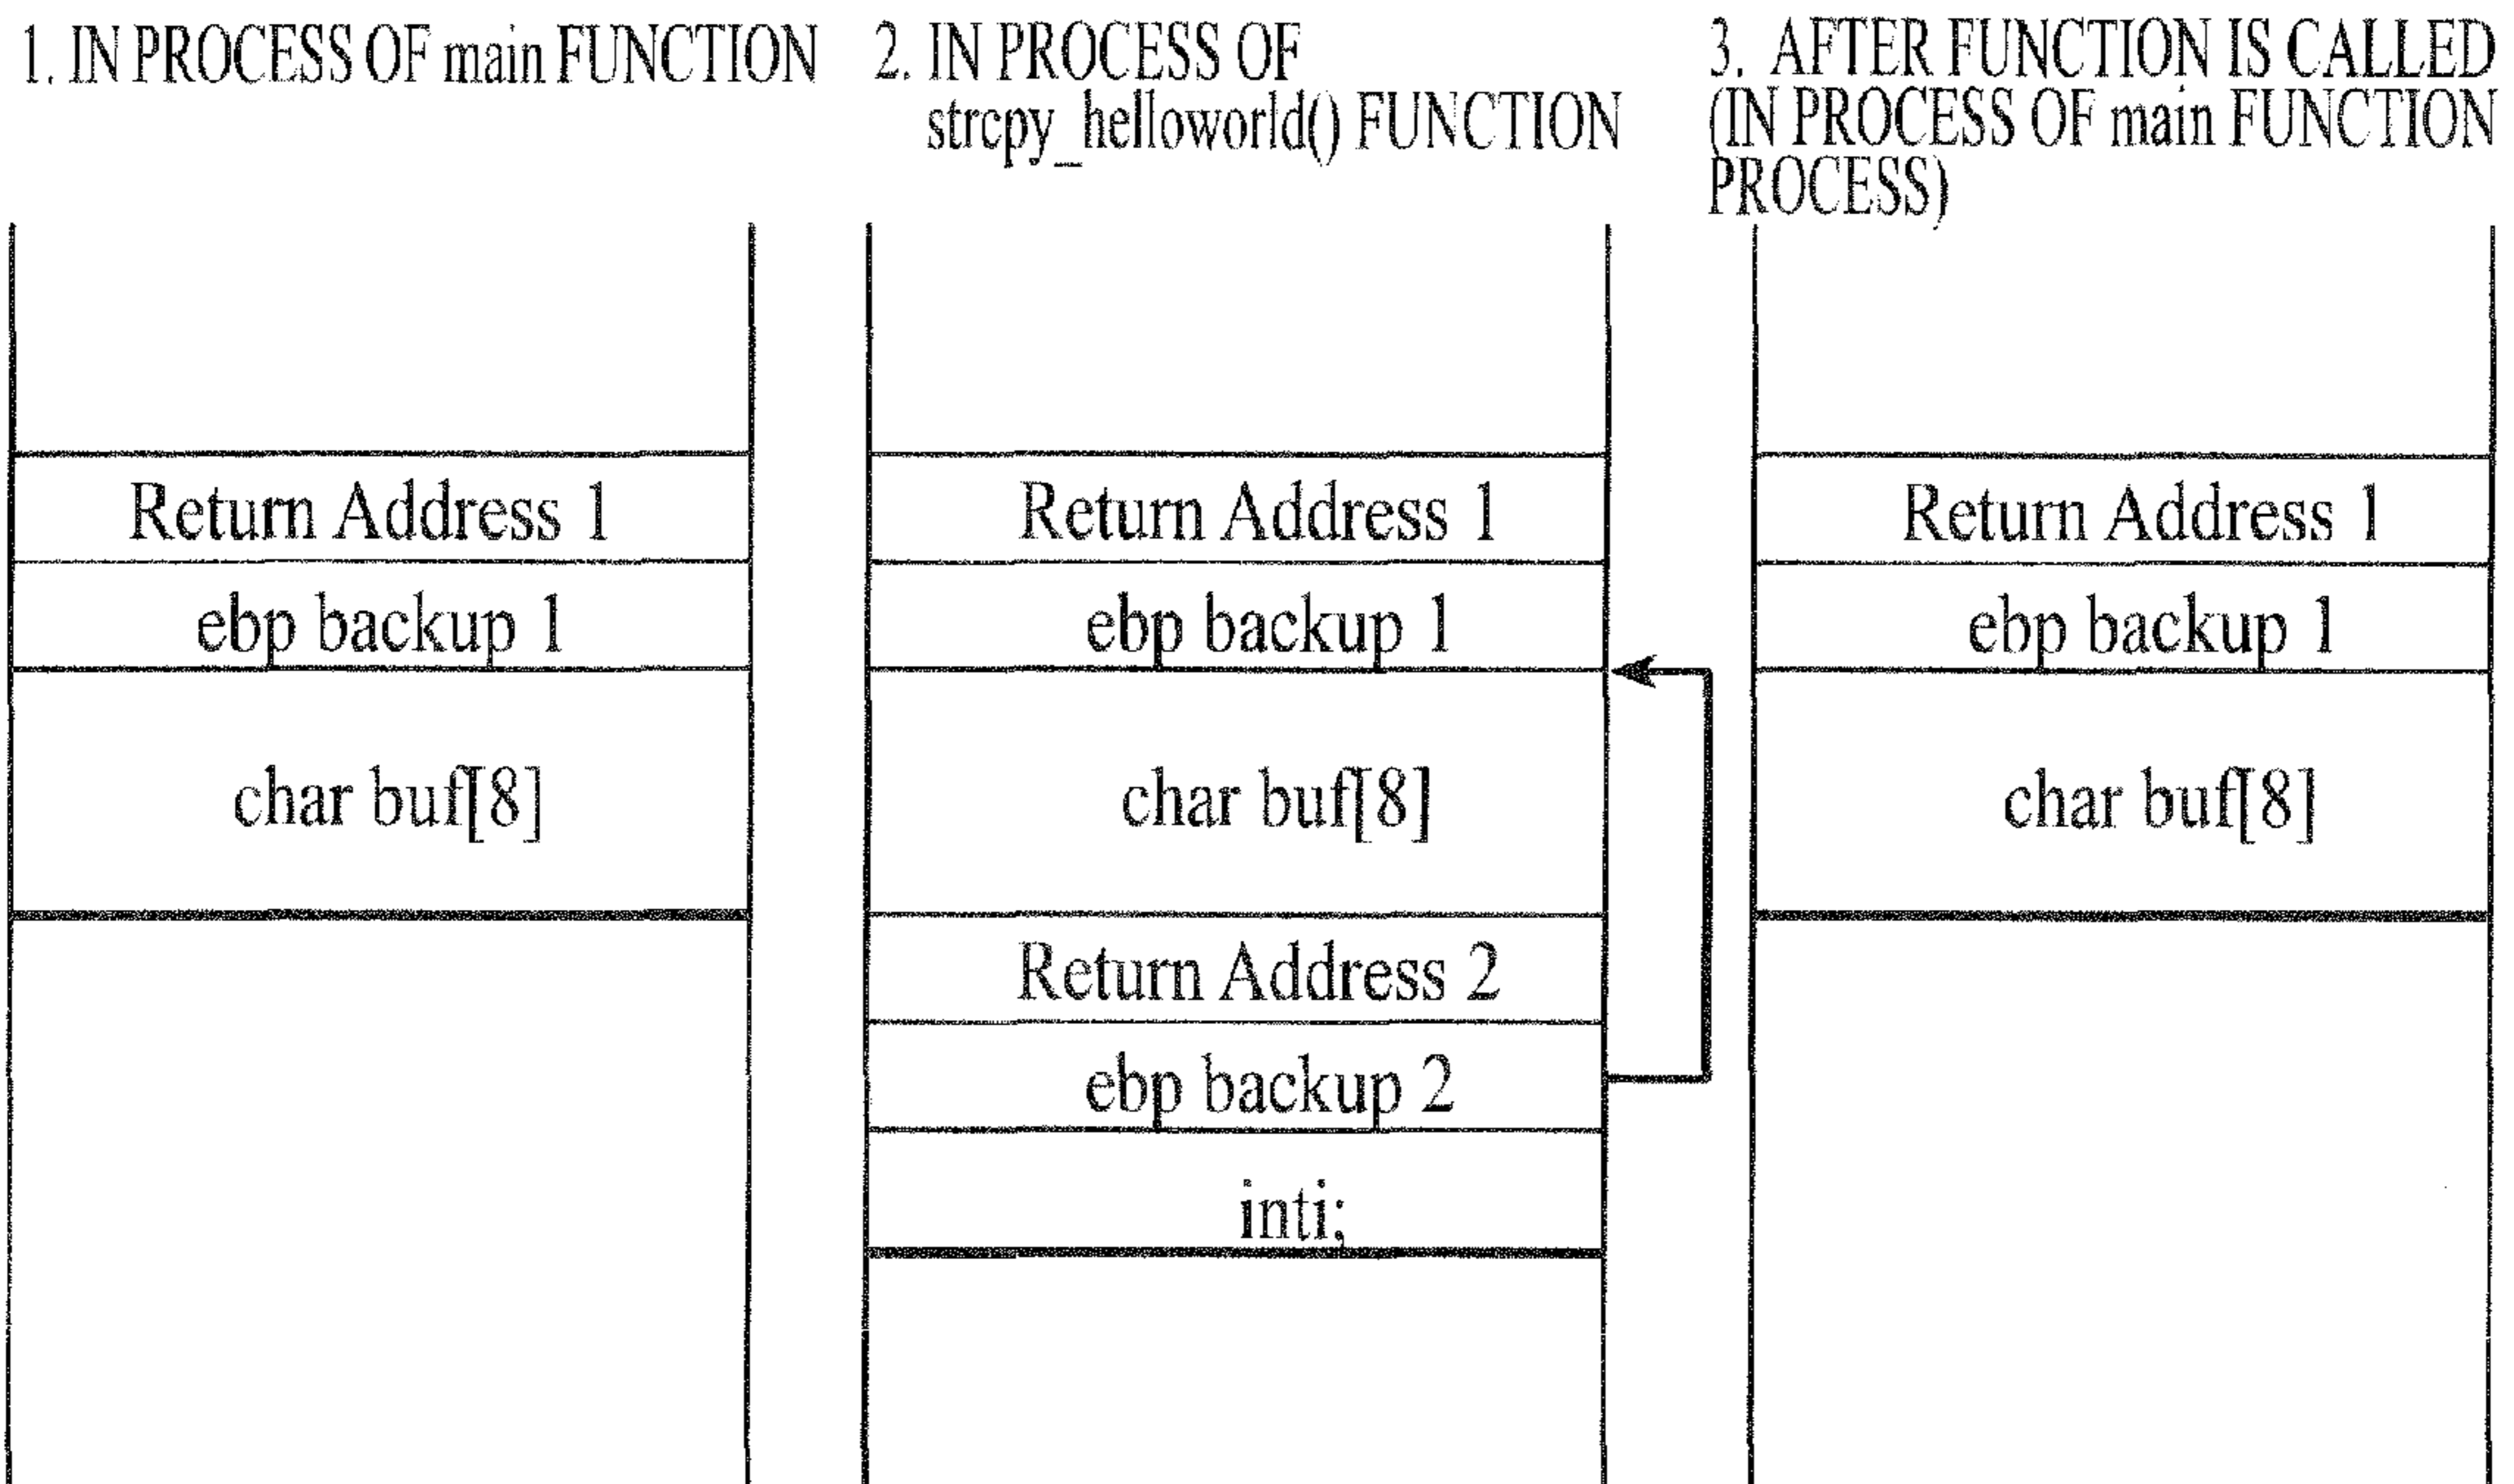 1. IN PROCESS OF main FUNCTION
2. IN PROCESS OF
strcpy_helloworld() FUNCTION
3. AFTER FUNCTION IS CALLED
(IN PROCESS OF main FUNCTION
PROCESS)
Return Address 1
ebp backup 1
char buf[8]
Return Address 1
ebp backup 1
char buf[8]
Return Address 2
ebp backup 2
inti;
Return Address 1
ebp backup 1
char buf[8]